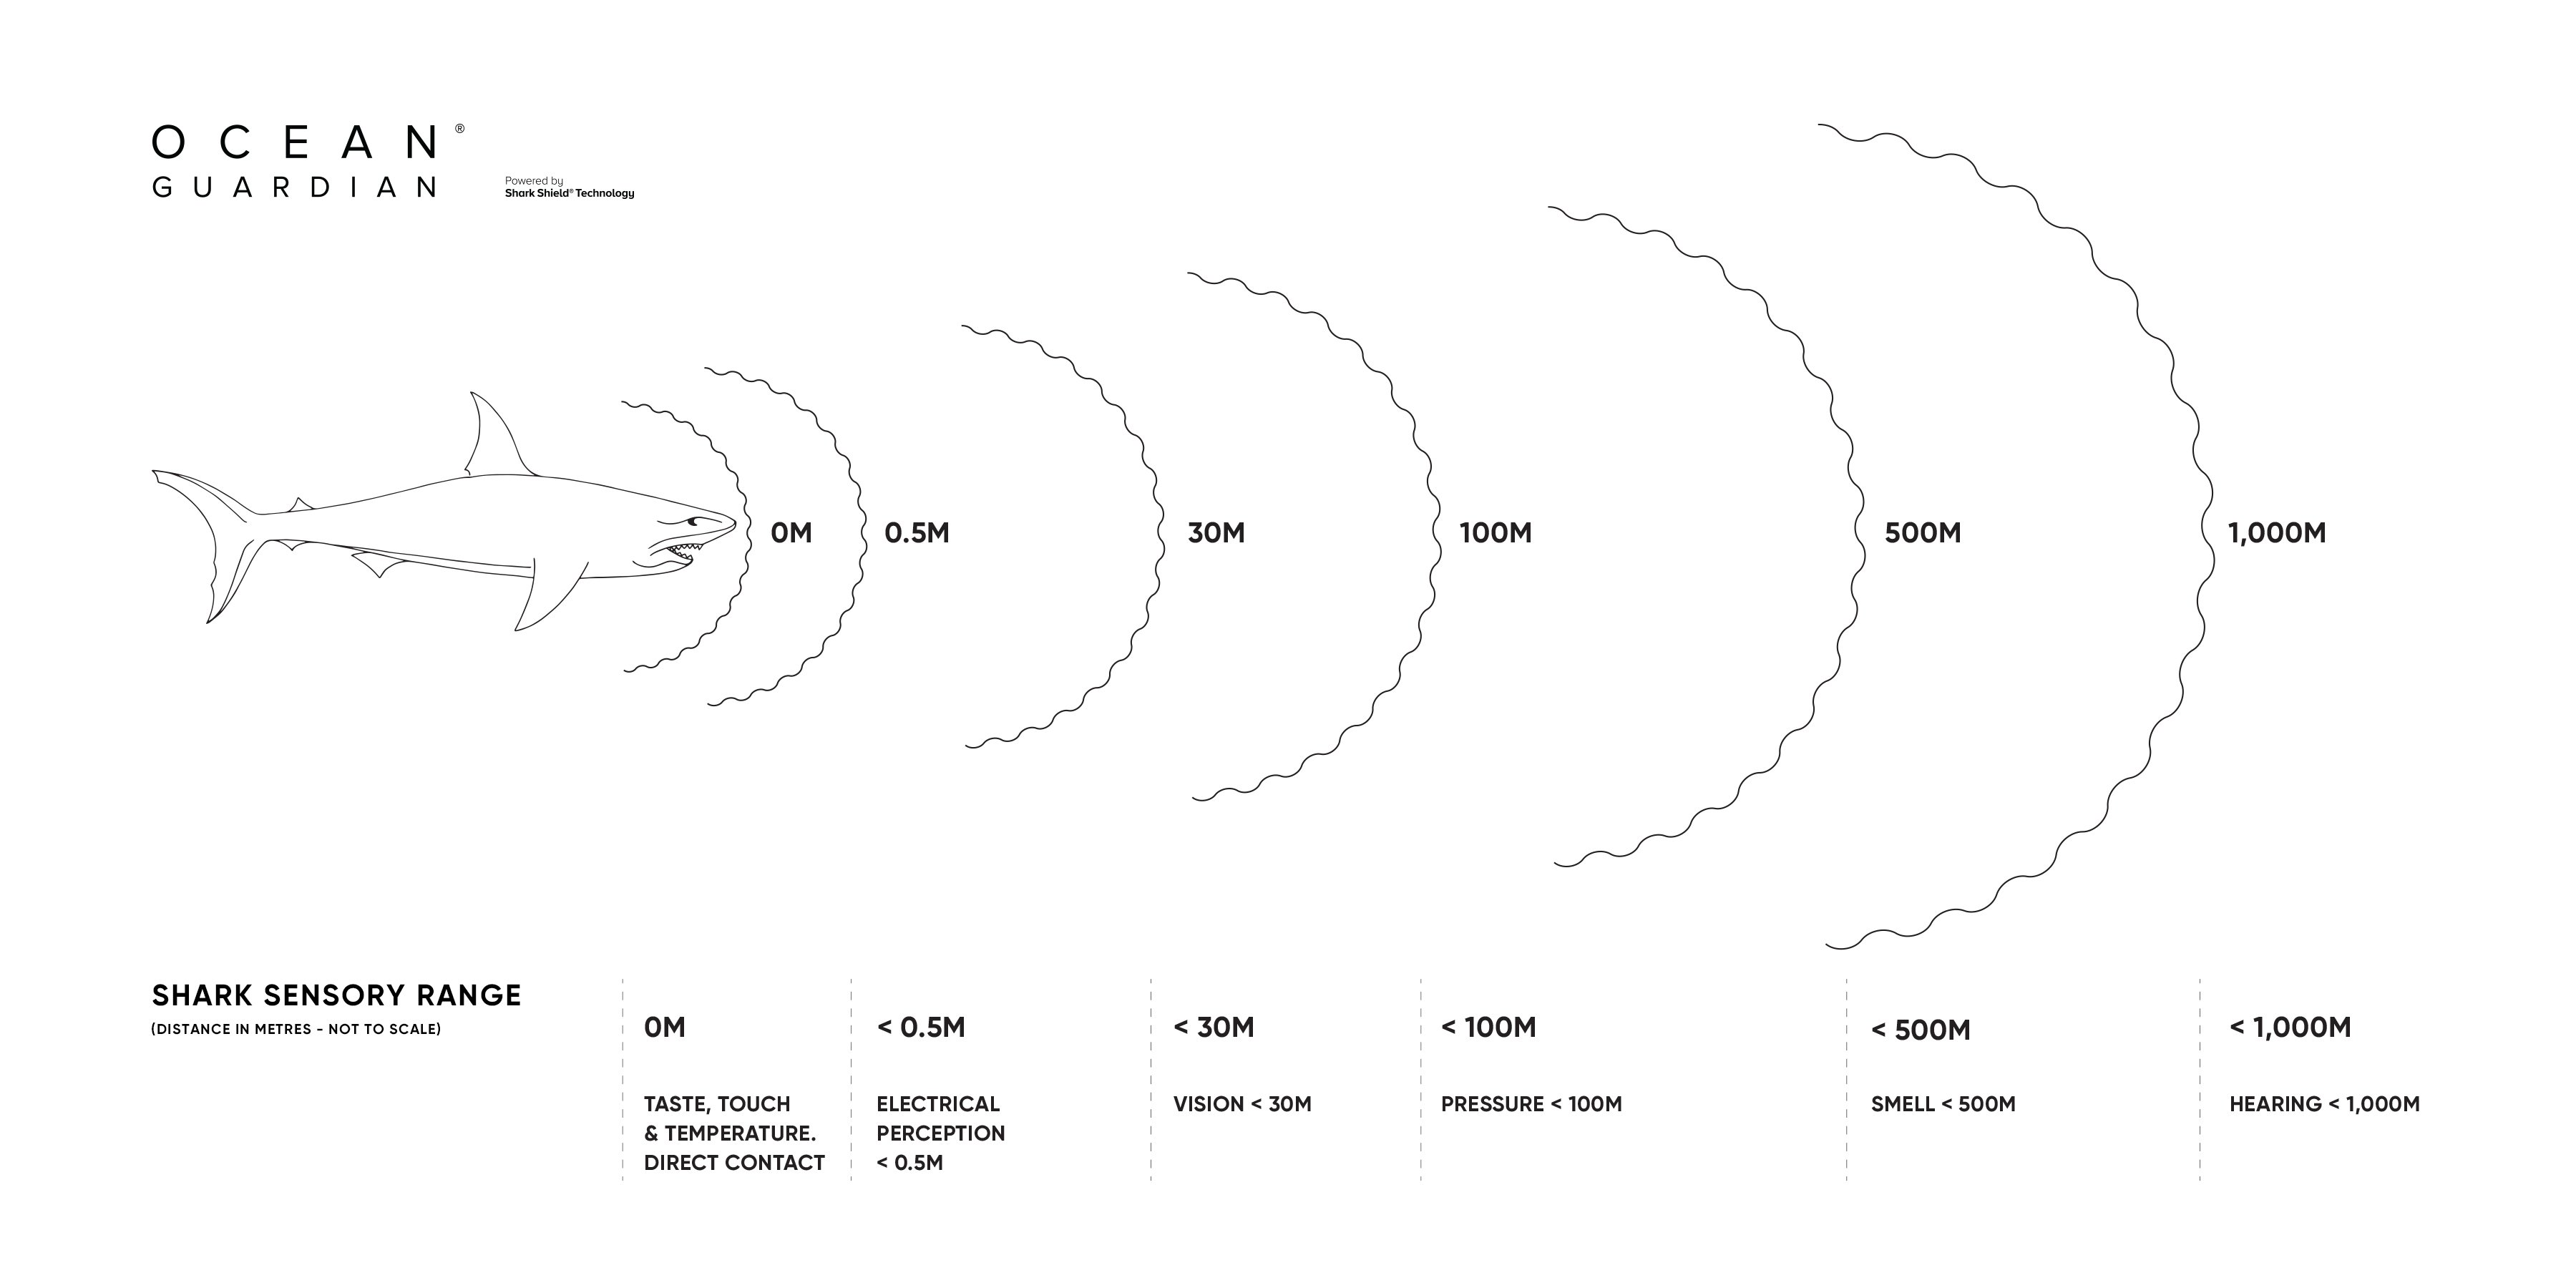 OCEAN®
GUARDIAN
Powered by
Shark Shield® Technology
0M
0.5M
30M
100M
500M
1,000M
SHARK SENSORY RANGE
(DISTANCE IN METRES - NOT TO SCALE)
0M
TASTE, TOUCH
& TEMPERATURE.
DIRECT CONTACT
< 0.5M
ELECTRICAL
PERCEPTION
< 0.5M
< 30M
VISION < 30M
< 100M
PRESSURE < 100M
< 500M
SMELL < 500M
< 1,000M
HEARING < 1,000M